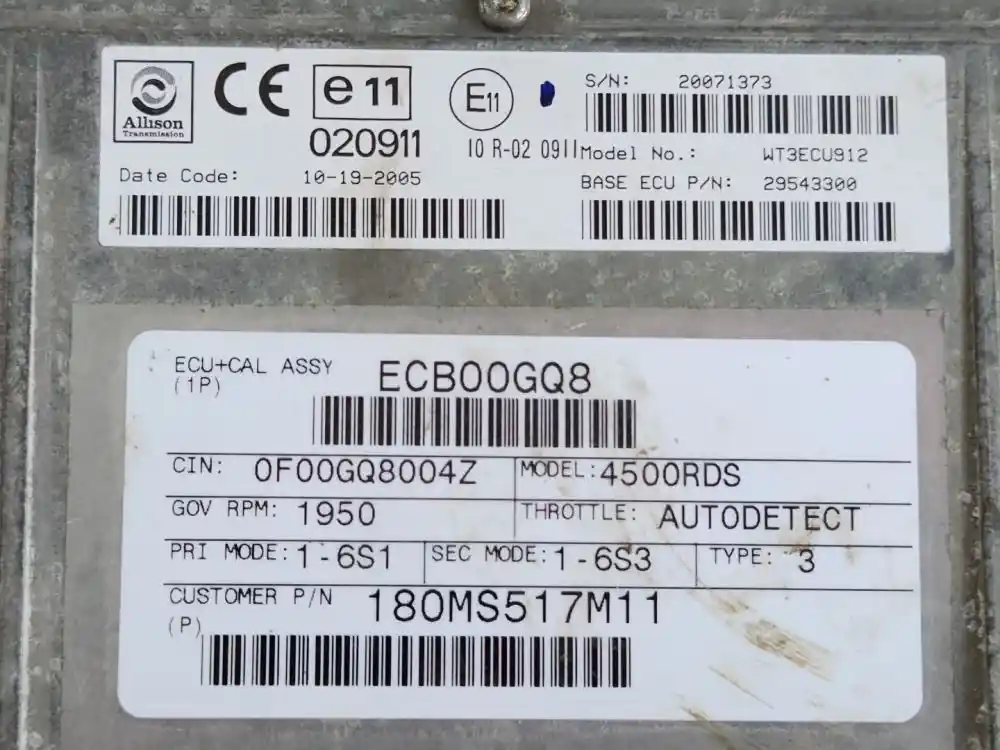 Allison
Transmission
CE
e 11
020911
E11
10 R-02 0911
S/N: 20071373
Model No.: WT3ECU912
Date Code: 10-19-2005
BASE ECU P/N: 29543300
ECU+CAL ASSY ECB00GQ8
(1P)
CIN: 0F00GQ8004Z MODEL: 4500RDS
GOV RPM: 1950 THROTTLE: AUTODETECT
PRI MODE: 1-6S1 SEC MODE: 1-6S3 TYPE: 3
CUSTOMER P/N 180MS517M11
(P)